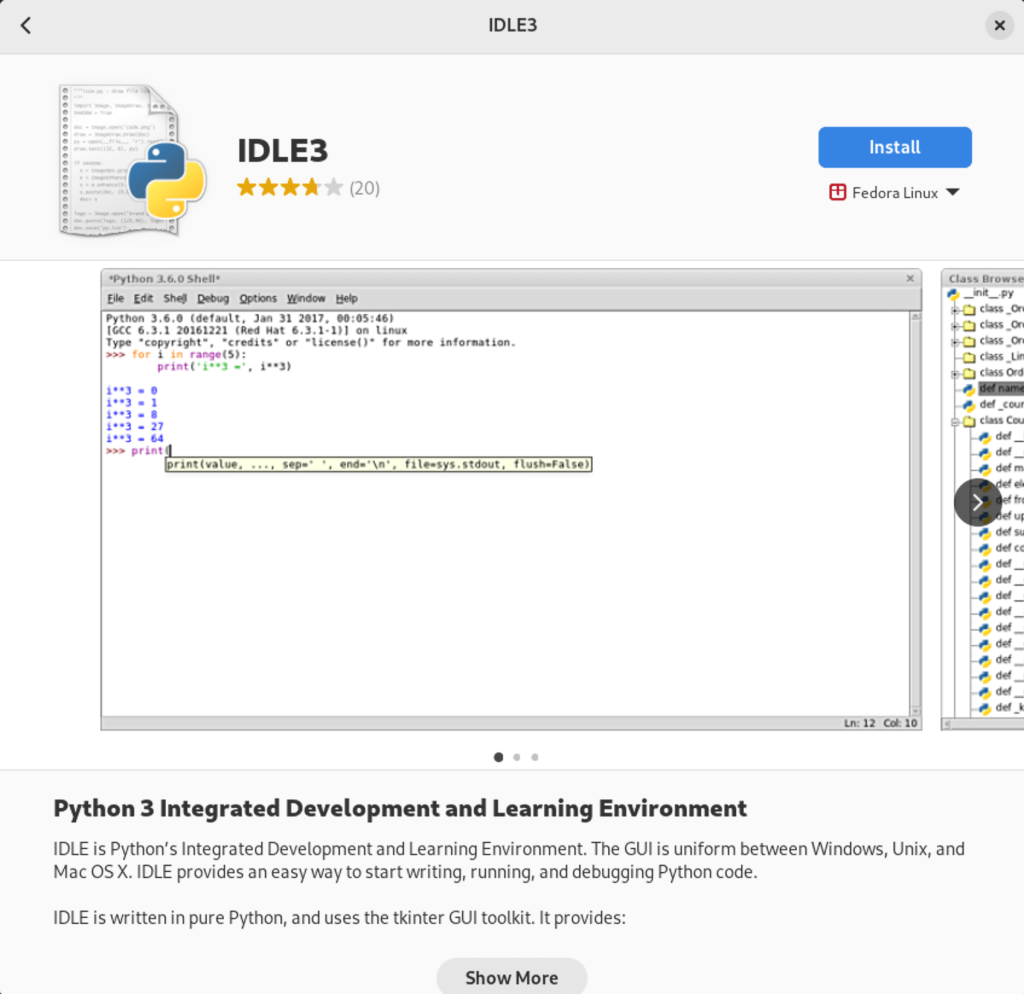 IDLE3
IDLE3
(20)
Install
Fedora Linux
*Python 3.6.0 Shell*
File Edit Shell Debug Options Window Help
Python 3.6.0 (default, Jan 31 2017, 00:05:46)
[GCC 6.3.1 20161221 (Red Hat 6.3.1-1)] on linux
Type "copyright", "credits" or "license()" for more information.
>>> for i in range(5):
print('i**3 =', i**3)
i**3 = 0
i**3 = 1
i**3 = 8
i**3 = 27
i**3 = 64
>>> print(
print(value, ..., sep=' ', end='\n', file=sys.stdout, flush=False)
Ln: 12 Col: 10
Class Browse
__init__.py
class _Or
class _Or
class _Or
class _Lin
class Ord
def name
def _cour
class Cou
def __
def __
def m
def el
def fro
def up
def su
def co
def __
def __
def __
def __
def __
def __
def __
def __
def __
def _k
Python 3 Integrated Development and Learning Environment
IDLE is Python’s Integrated Development and Learning Environment. The GUI is uniform between Windows, Unix, and
Mac OS X. IDLE provides an easy way to start writing, running, and debugging Python code.
IDLE is written in pure Python, and uses the tkinter GUI toolkit. It provides:
Show More